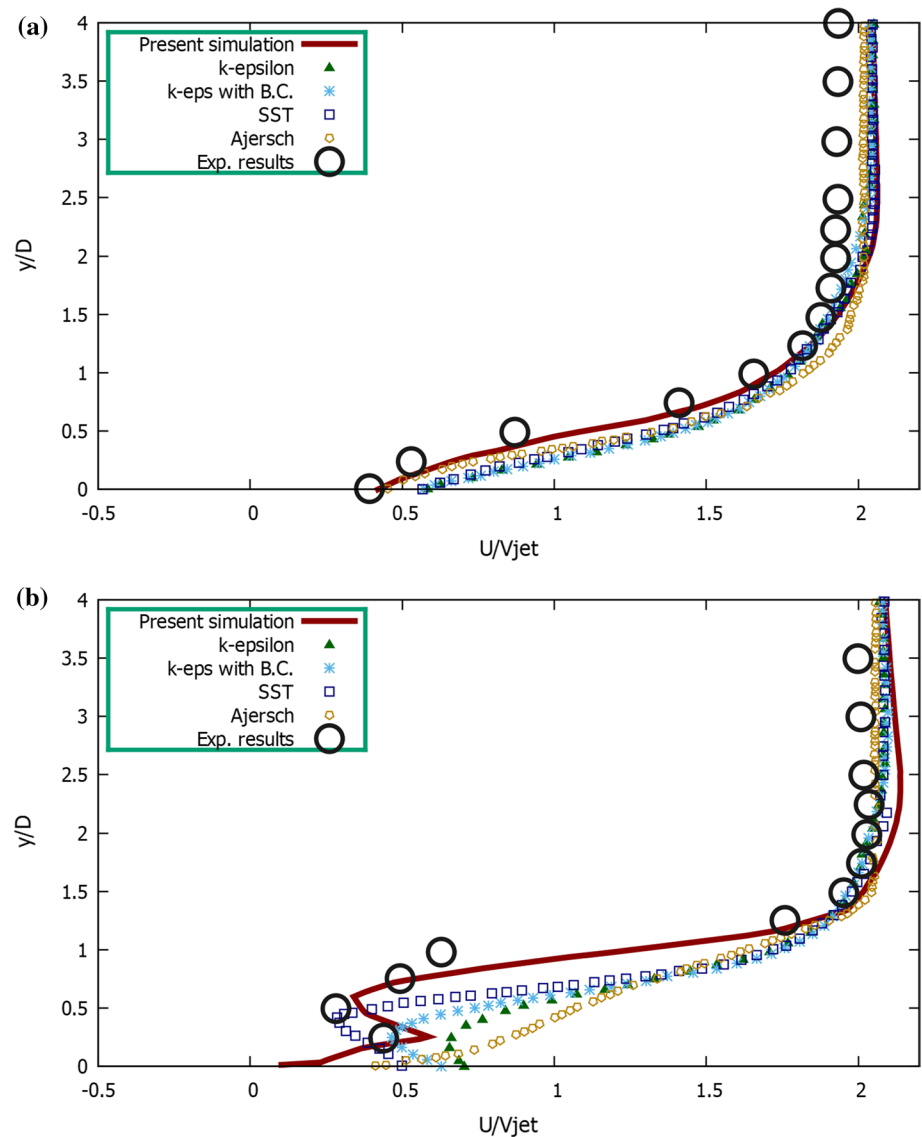 (a)
4
3.5
3
2.5
2
1.5
1
0.5
0
y/D
Present simulation
k-epsilon
k-eps with B.C.
SST
Ajersch
Exp. results
-0.5 0 0.5 1 1.5 2
U/Vjet
(b)
4
3.5
3
2.5
2
1.5
1
0.5
0
y/D
Present simulation
k-epsilon
k-eps with B.C.
SST
Ajersch
Exp. results
-0.5 0 0.5 1 1.5 2
U/Vjet